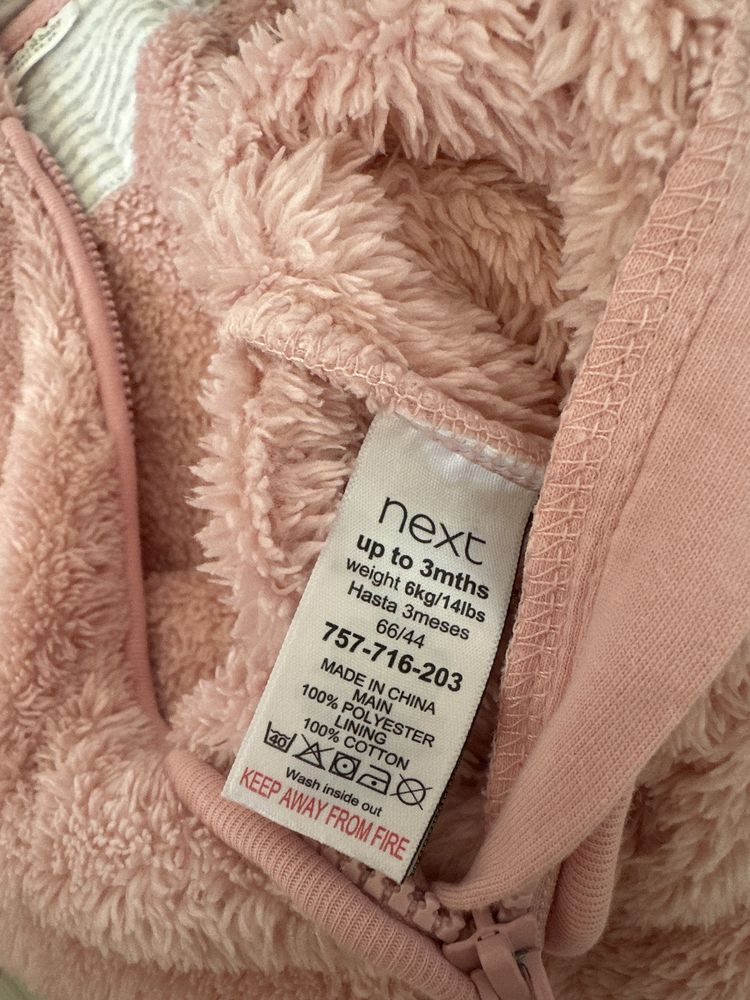 next
up to 3mths
weight 6kg/14lbs
Hasta 3meses
66/44
757-716-203
MADE IN CHINA
MAIN
100% POLYESTER
LINING
100% COTTON
40
Wash inside out
KEEP AWAY FROM FIRE